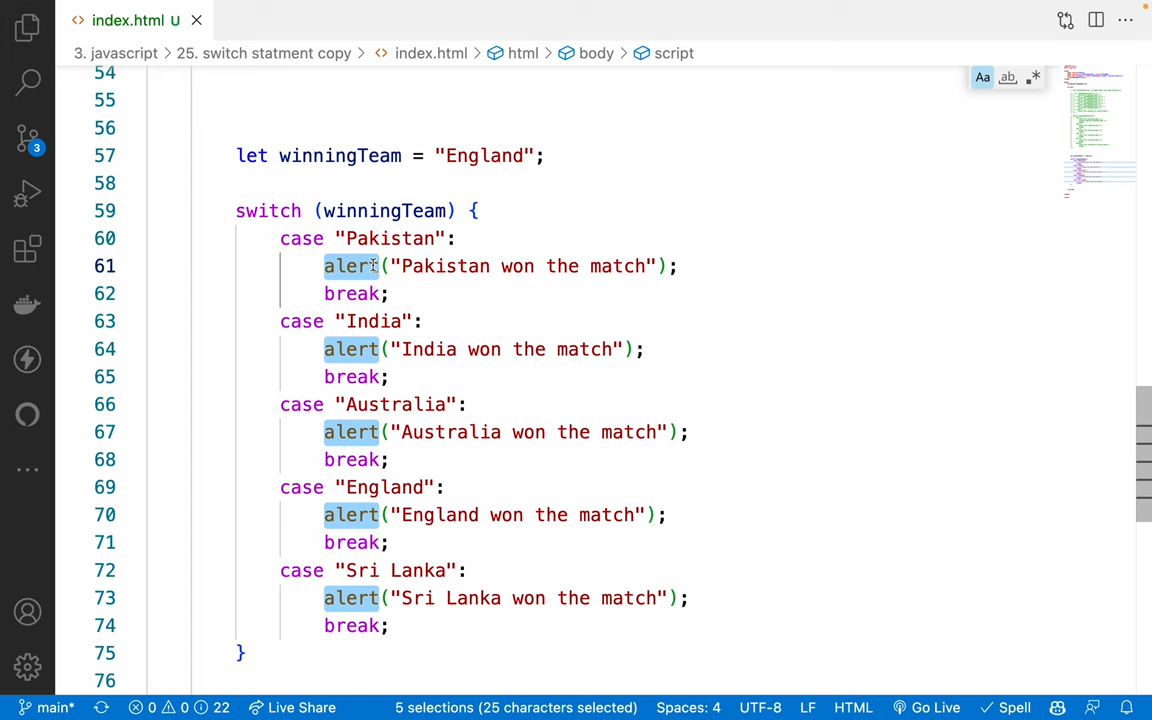 index.html U
3. javascript > 25. switch statment copy > index.html > html > body > script
54
Aa ab
55
56
57 let winningTeam = "England";
58
59 switch (winningTeam) {
60 case "Pakistan":
61 alert("Pakistan won the match");
62 break;
63 case "India":
64 alert("India won the match");
65 break;
66 case "Australia":
67 alert("Australia won the match");
68 break;
69 case "England":
70 alert("England won the match");
71 break;
72 case "Sri Lanka":
73 alert("Sri Lanka won the match");
74 break;
75 }
76
3
main* 0 0 22 Live Share 5 selections (25 characters selected) Spaces: 4 UTF-8 LF HTML Go Live Spell